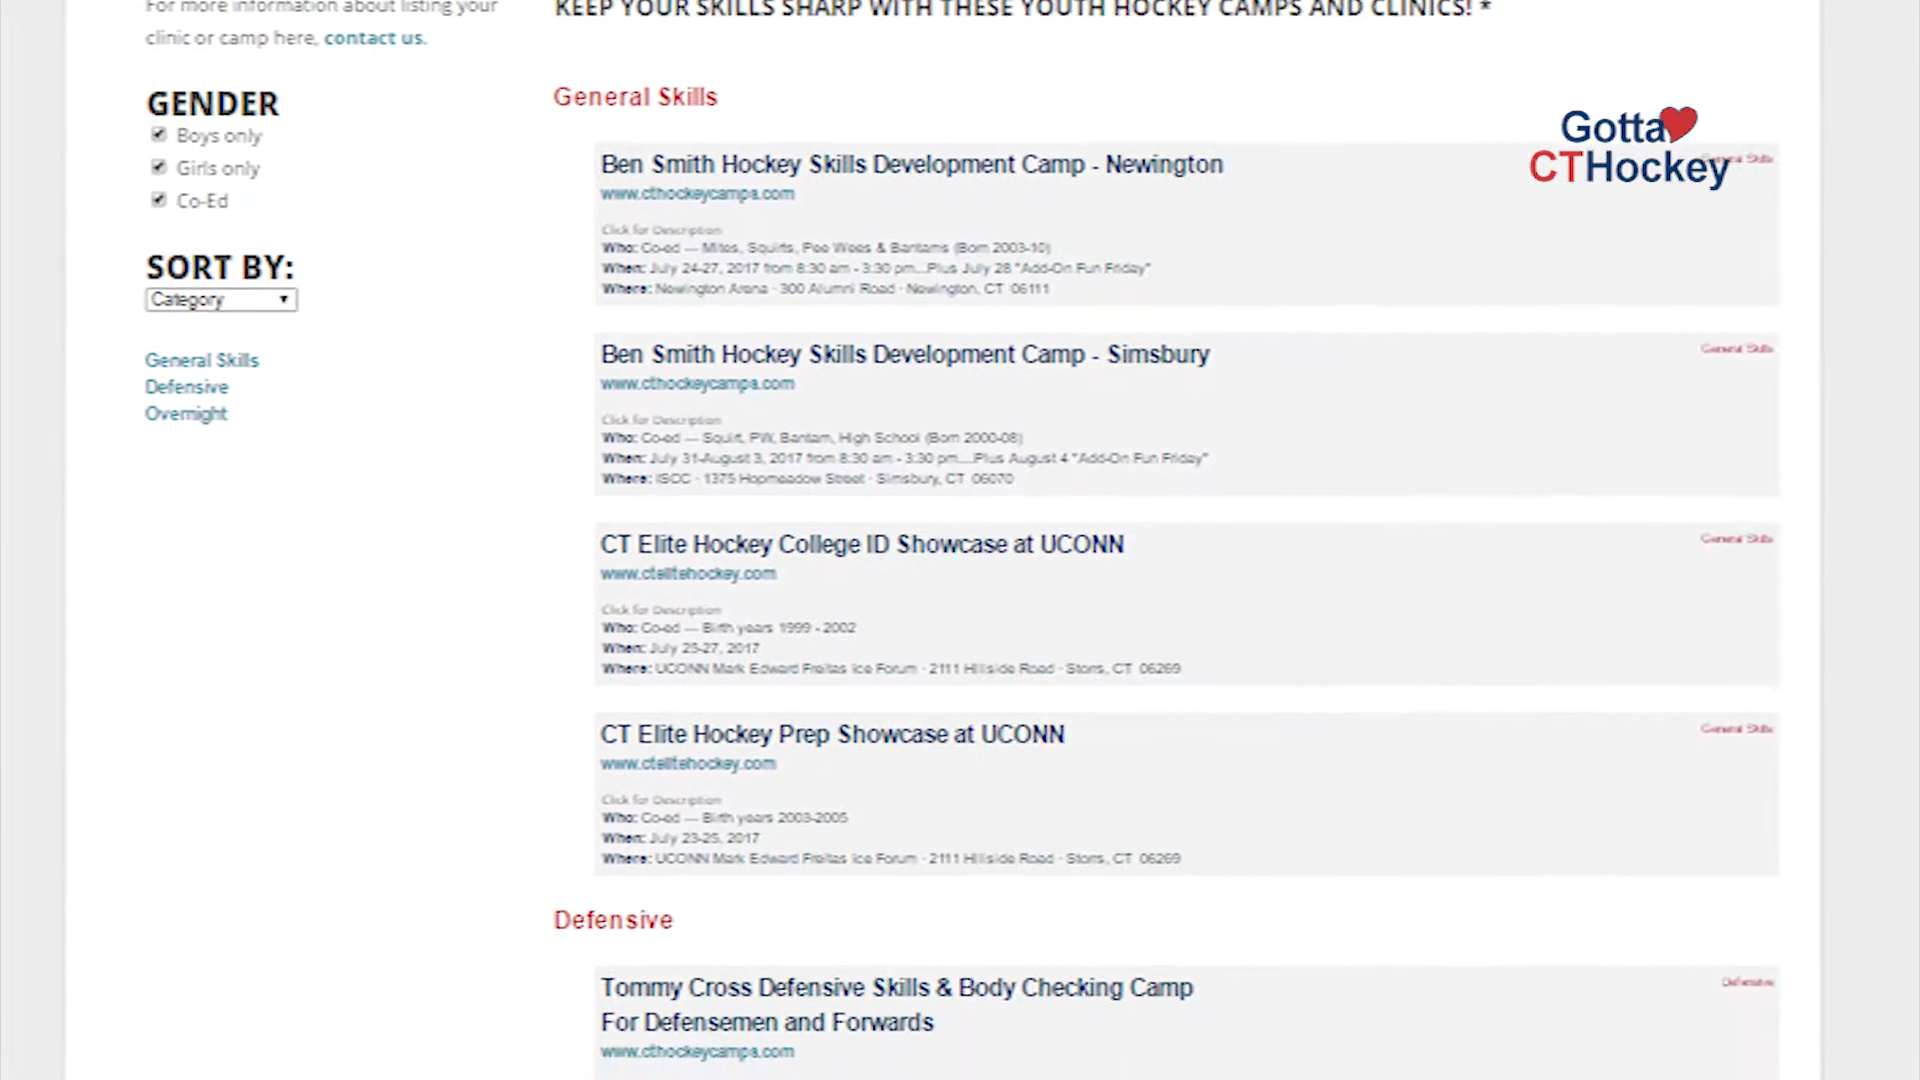 For more information about listing your
clinic or camp here, contact us.
GENDER
Boys only
Girls only
Co-Ed
SORT BY:
Category
General Skills
Defensive
Overnight
KEEP YOUR SKILLS SHARP WITH THESE YOUTH HOCKEY CAMPS AND CLINICS! *
General Skills
Gotta
CTHockey
Ben Smith Hockey Skills Development Camp - Newington
General Skills
www.cthockeycamps.com
Click for Description
Who: Co-ed — Mites, Squirts, Pee Wees & Bantams (Born 2003-10)
When: July 24-27, 2017 from 8:30 am - 3:30 pm...Plus July 28 "Add-On Fun Friday"
Where: Newington Arena · 300 Alumni Road · Newington, CT 06111
Ben Smith Hockey Skills Development Camp - Simsbury
General Skills
www.cthockeycamps.com
Click for Description
Who: Co-ed — Squirt, PW, Bantam, High School (Born 2000-08)
When: July 31-August 3, 2017 from 8:30 am - 3:30 pm....Plus August 4 "Add-On Fun Friday"
Where: ISCC · 1375 Hopmeadow Street · Simsbury, CT 06070
CT Elite Hockey College ID Showcase at UCONN
General Skills
www.ctelitehockey.com
Click for Description
Who: Co-ed — Birth years 1999 - 2002
When: July 25-27, 2017
Where: UCONN Mark Edward Freitas Ice Forum · 2111 Hillside Road · Storrs, CT 06269
CT Elite Hockey Prep Showcase at UCONN
General Skills
www.ctelitehockey.com
Click for Description
Who: Co-ed — Birth years 2003-2005
When: July 23-25, 2017
Where: UCONN Mark Edward Freitas Ice Forum · 2111 Hillside Road · Storrs, CT 06269
Defensive
Tommy Cross Defensive Skills & Body Checking Camp
Defensive
For Defensemen and Forwards
www.cthockeycamps.com